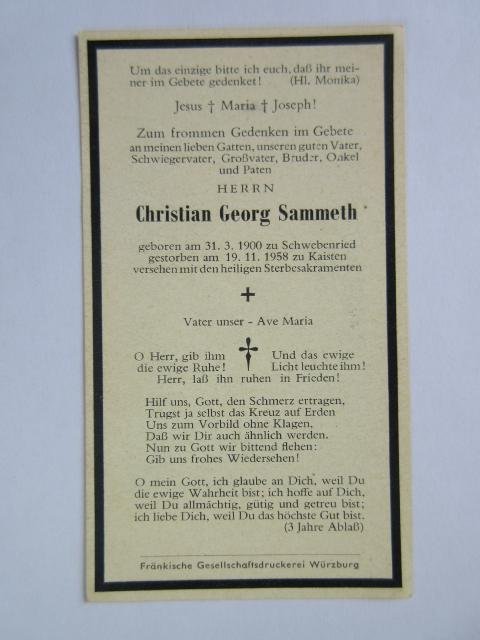 Um das einzige bitte ich euch, daß ihr mei-
ner im Gebete gedenket! (Hl. Monika)
Jesus † Maria † Joseph!
Zum frommen Gedenken im Gebete
an meinen lieben Gatten, unseren guten Vater,
Schwiegervater, Großvater, Bruder, Onkel
und Paten
HERRN
Christian Georg Sammeth
geboren am 31. 3. 1900 zu Schwebenried
gestorben am 19. 11. 1958 zu Kaisten
versehen mit den heiligen Sterbesakramenten
Vater unser - Ave Maria
O Herr, gib ihm Und das ewige
die ewige Ruhe! Licht leuchte ihm!
Herr, laß ihn ruhen in Frieden!
Hilf uns, Gott, den Schmerz ertragen,
Trugst ja selbst das Kreuz auf Erden
Uns zum Vorbild ohne Klagen,
Daß wir Dir auch ähnlich werden.
Nun zu Gott wir bittend flehen:
Gib uns frohes Wiedersehen!
O mein Gott, ich glaube an Dich, weil Du
die ewige Wahrheit bist; ich hoffe auf Dich,
weil Du allmächtig, gütig und getreu bist;
ich liebe Dich, weil Du das höchste Gut bist.
(3 Jahre Ablaß)
Fränkische Gesellschaftsdruckerei Würzburg